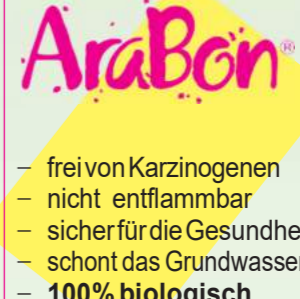 AraBon®
– frei von Karzinogenen
– nicht entflammbar
– sicher für die Gesundhe
– schont das Grundwasser
– 100% biologisch